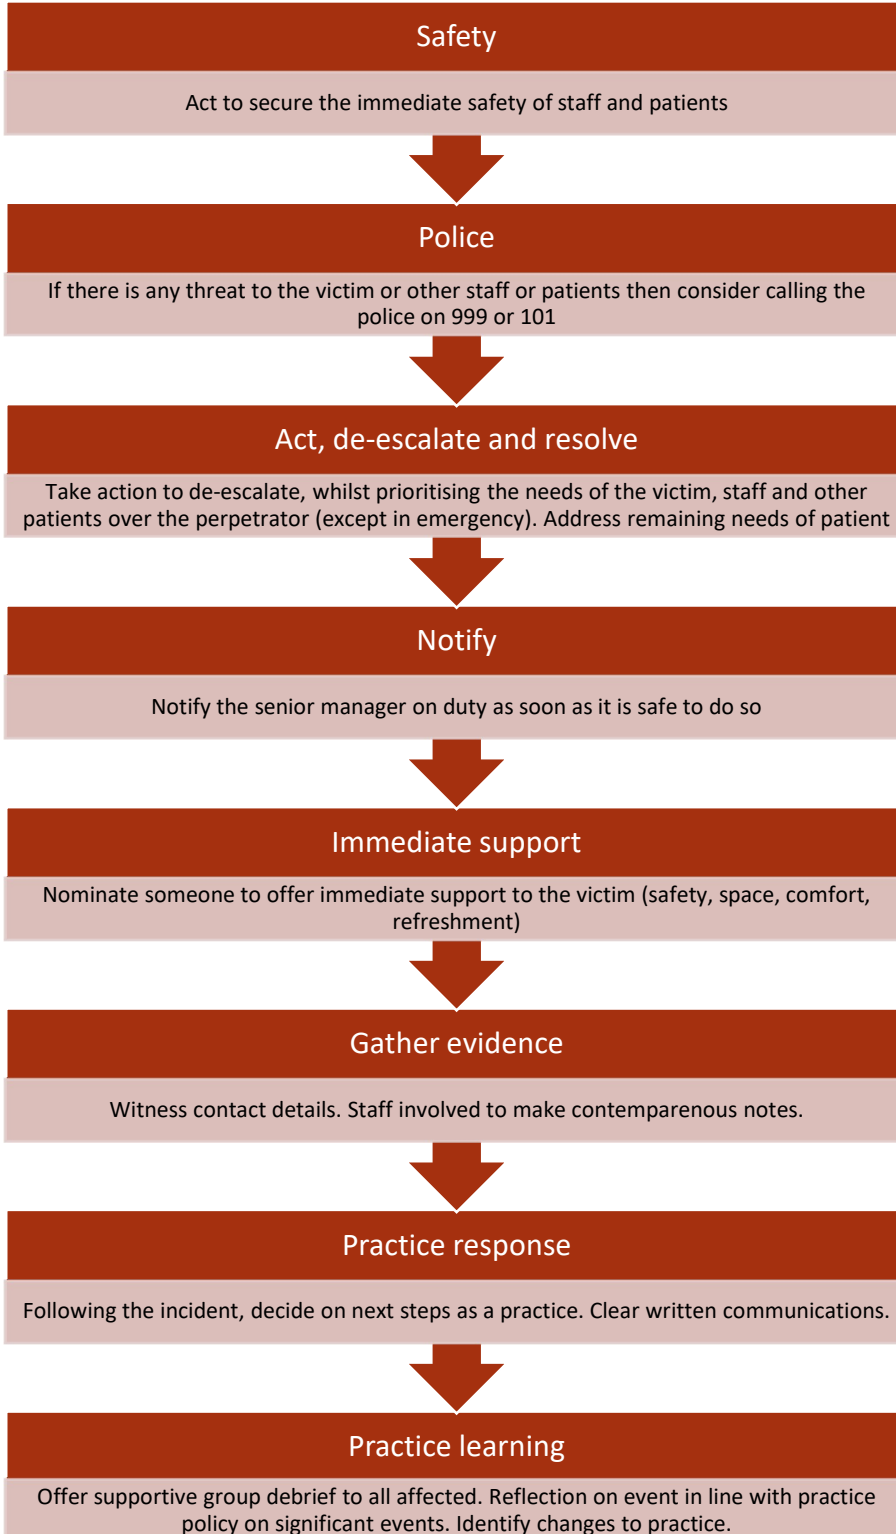 Safety
Act to secure the immediate safety of staff and patients
Police
If there is any threat to the victim or other staff or patients then consider calling the
police on 999 or 101
Act, de-escalate and resolve
Take action to de-escalate, whilst prioritising the needs of the victim, staff and other
patients over the perpetrator (except in emergency). Address remaining needs of patient
Notify
Notify the senior manager on duty as soon as it is safe to do so
Immediate support
Nominate someone to offer immediate support to the victim (safety, space, comfort,
refreshment)
Gather evidence
Witness contact details. Staff involved to make contemparenous notes.
Practice response
Following the incident, decide on next steps as a practice. Clear written communications.
Practice learning
Offer supportive group debrief to all affected. Reflection on event in line with practice
policy on significant events. Identify changes to practice.